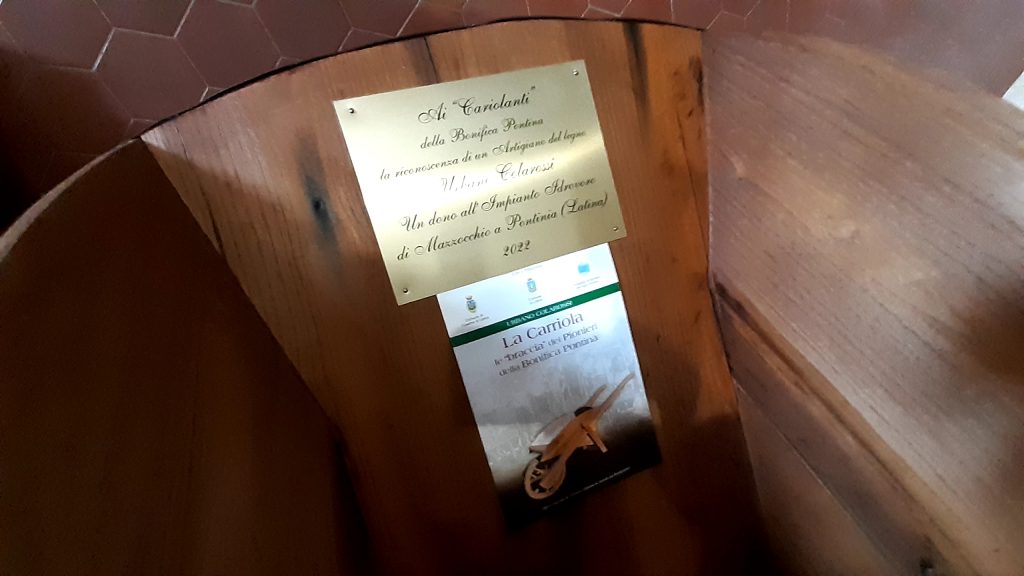 Ai "Cariolanti"
della Bonifica Pontina
la riconoscenza di un Artigiano del legno
Urbano Colarossi
Un dono all'Impianto Idrovoro
di Mazzocchio a Pontinia (Latina)
2022
URBANO COLAROSSI
La Carriola
le "braccia" dei Pionieri
della Bonifica Pontina